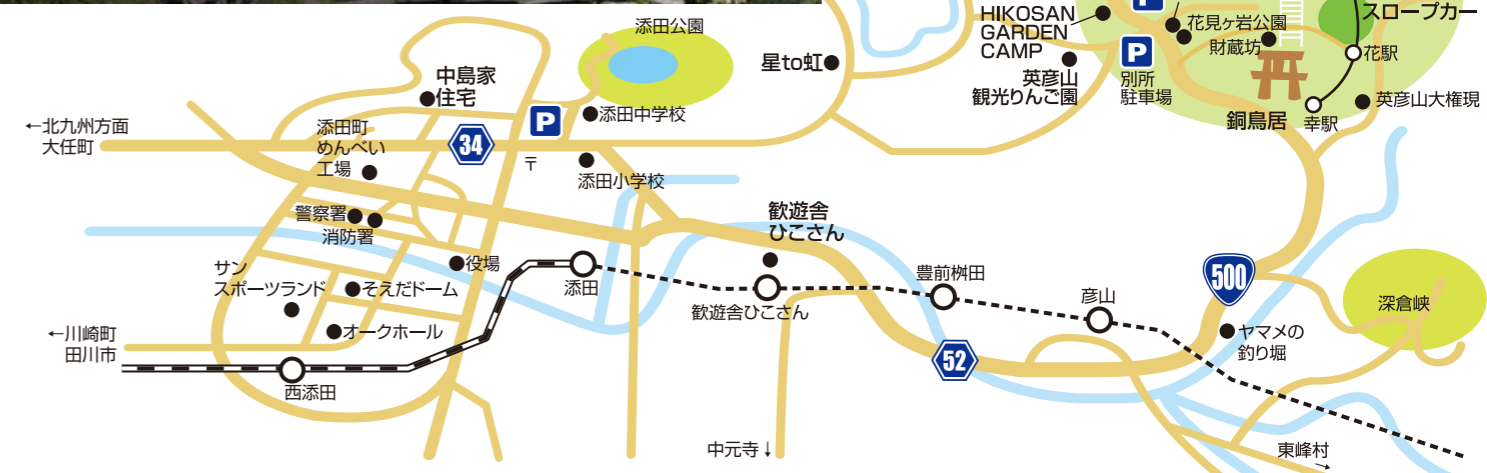 添田公園
中島家
住宅
添田中学校
←北九州方面
大任町
添田町
めんべい
工場
34
P
〒
添田小学校
警察署
消防署
サン
スポーツランド
役場
そえだドーム
オークホール
←川崎町
田川市
西添田
添田
星to虹
HIKOSAN
GARDEN
CAMP
英彦山
観光りんご園
P
P
別所
駐車場
花見ヶ岩公園
財蔵坊
スロープカー
花駅
銅鳥居
幸駅
英彦山大権現
歓遊舎
ひこさん
歓遊舎ひこさん
豊前桝田
彦山
52
500
ヤマメの
釣り堀
深倉峡
中元寺↓
東峰村
→